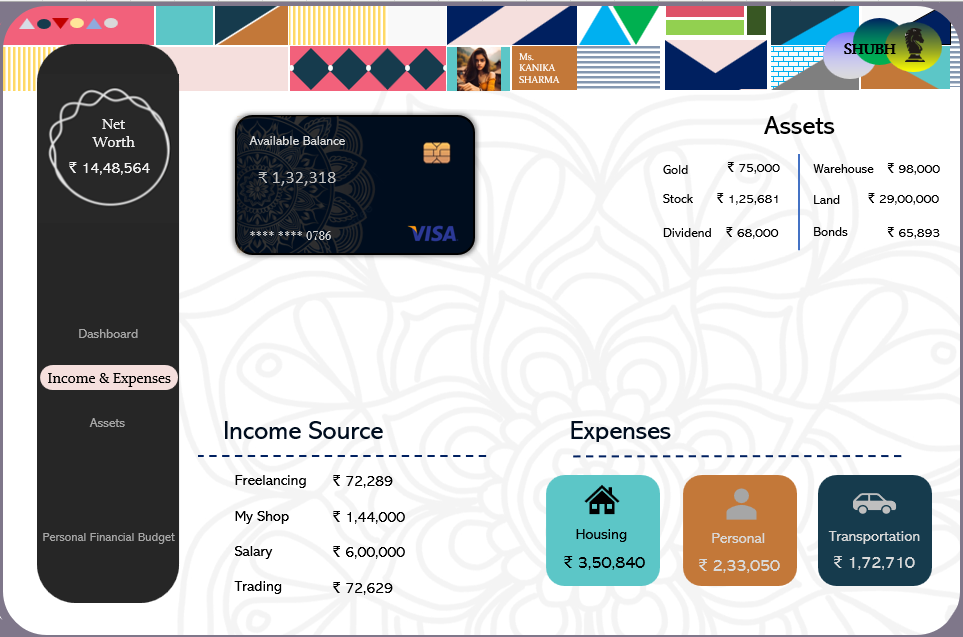 Ms.
KANIKA
SHARMA
SHUBH
Net
Worth
₹ 14,48,564
Dashboard
Income & Expenses
Assets
Personal Financial Budget
Available Balance
₹ 1,32,318
**** **** 0786
VISA
Assets
Gold ₹ 75,000
Stock ₹ 1,25,681
Dividend ₹ 68,000
Warehouse ₹ 98,000
Land ₹ 29,00,000
Bonds ₹ 65,893
Income Source
Freelancing ₹ 72,289
My Shop ₹ 1,44,000
Salary ₹ 6,00,000
Trading ₹ 72,629
Expenses
Housing
₹ 3,50,840
Personal
₹ 2,33,050
Transportation
₹ 1,72,710